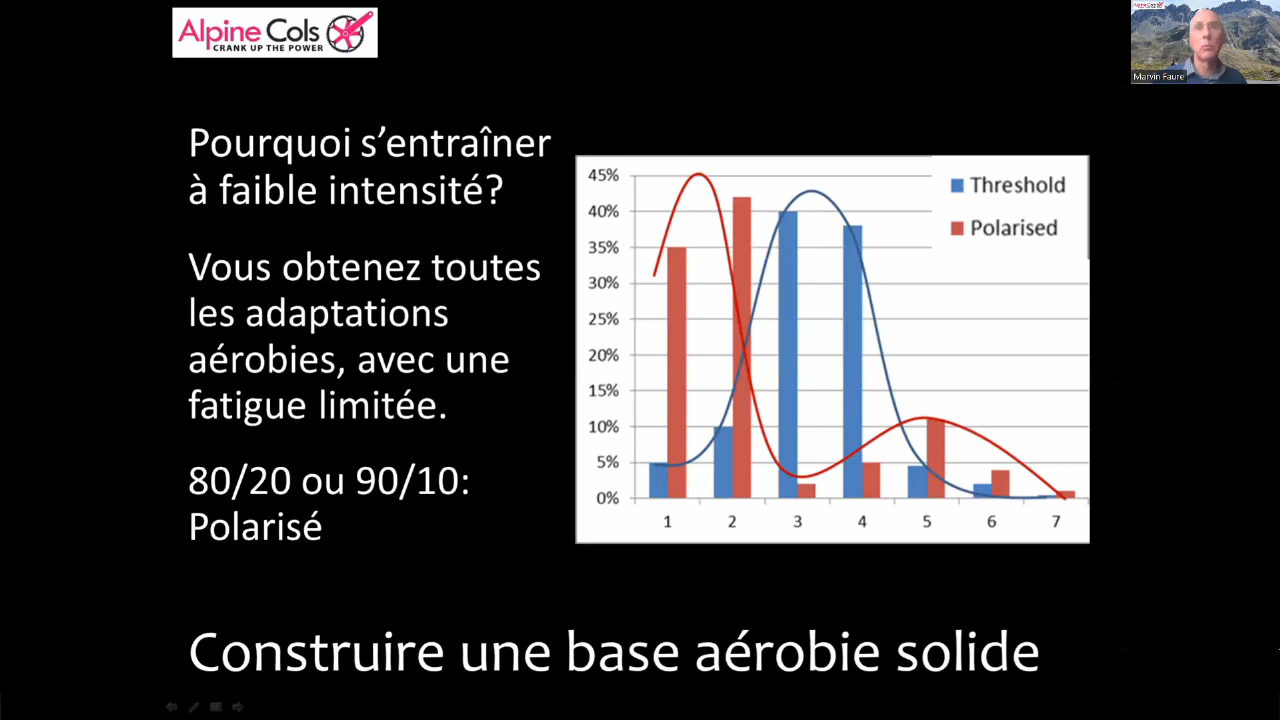 Alpine Cols
CRANK UP THE POWER
Alpine Cols
Marvin Faure
Pourquoi s’entraîner
à faible intensité?
Vous obtenez toutes
les adaptations
aérobies, avec une
fatigue limitée.
80/20 ou 90/10:
Polarisé
45%
40%
35%
30%
25%
20%
15%
10%
5%
0%
1 2 3 4 5 6 7
Threshold
Polarised
Construire une base aérobie solide